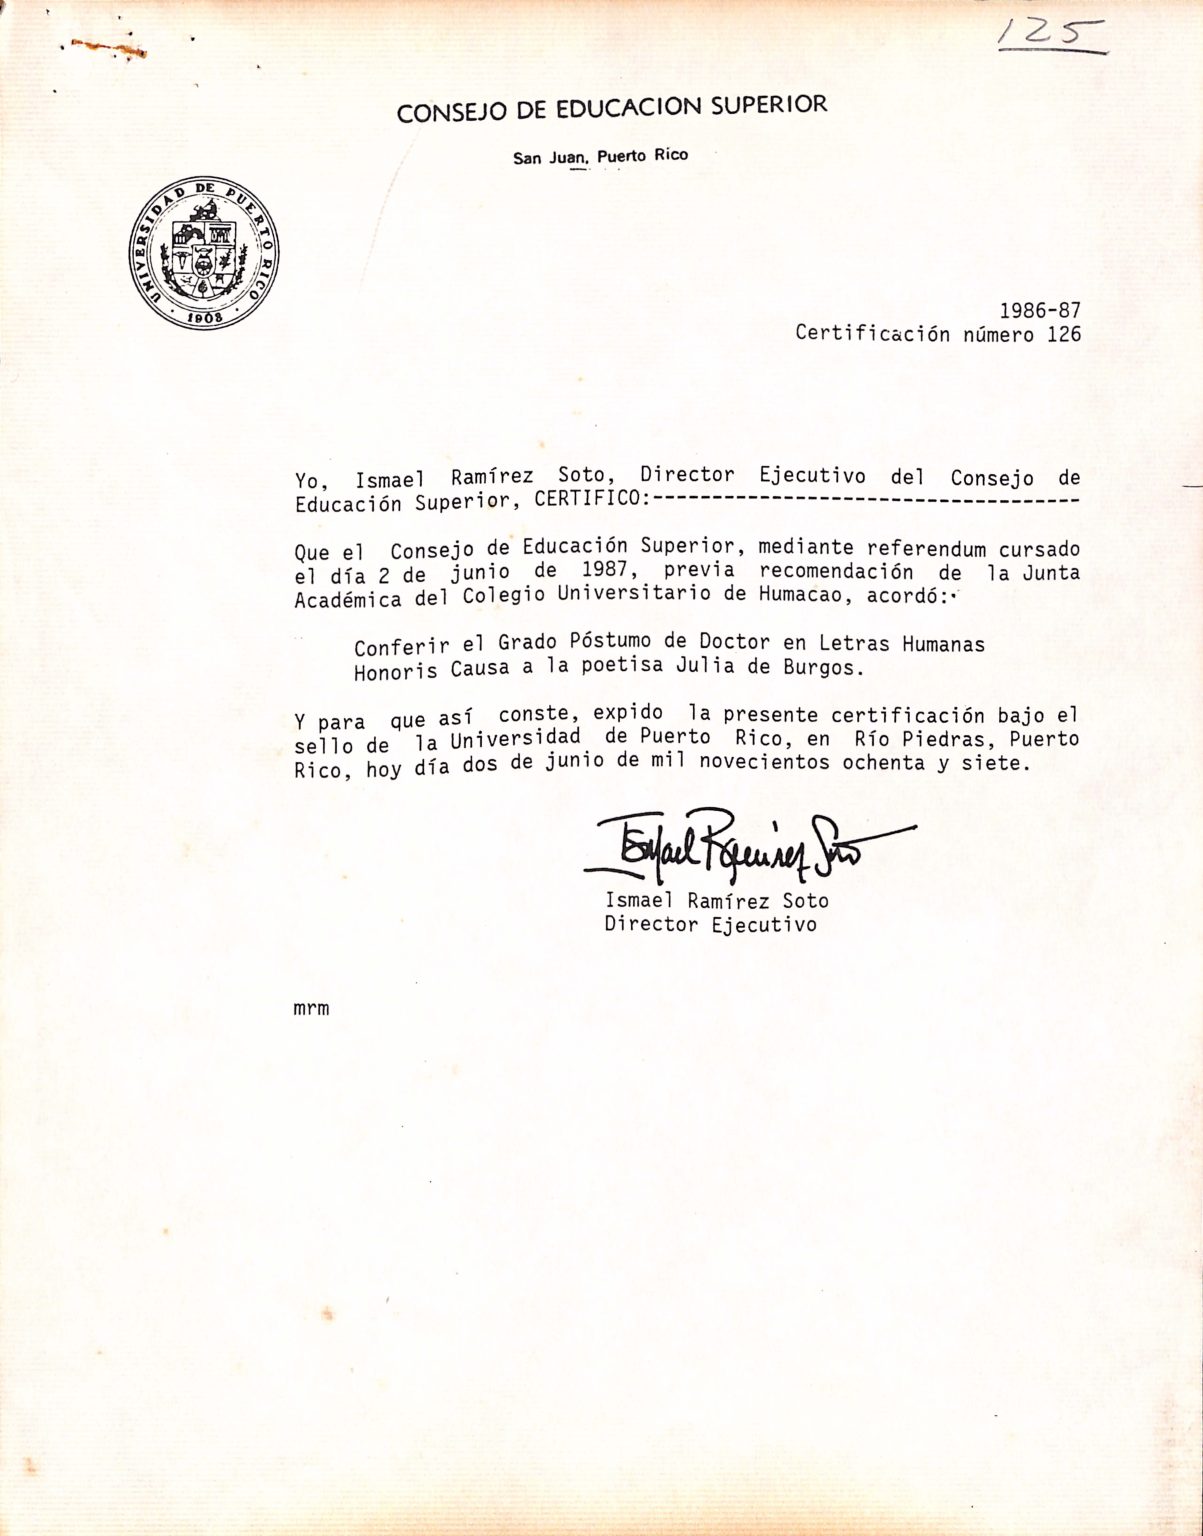 125
CONSEJO DE EDUCACION SUPERIOR
San Juan, Puerto Rico
UNIVERSIDAD DE PUERTO RICO
· 1903 ·
1986-87
Certificación número 126
Yo, Ismael Ramírez Soto, Director Ejecutivo del Consejo de
Educación Superior, CERTIFICO:------------------------------------
Que el Consejo de Educación Superior, mediante referendum cursado
el día 2 de junio de 1987, previa recomendación de la Junta
Académica del Colegio Universitario de Humacao, acordó:
Conferir el Grado Póstumo de Doctor en Letras Humanas
Honoris Causa a la poetisa Julia de Burgos.
Y para que así conste, expido la presente certificación bajo el
sello de la Universidad de Puerto Rico, en Río Piedras, Puerto
Rico, hoy día dos de junio de mil novecientos ochenta y siete.
Ismael Ramírez Soto
Ismael Ramírez Soto
Director Ejecutivo
mrm